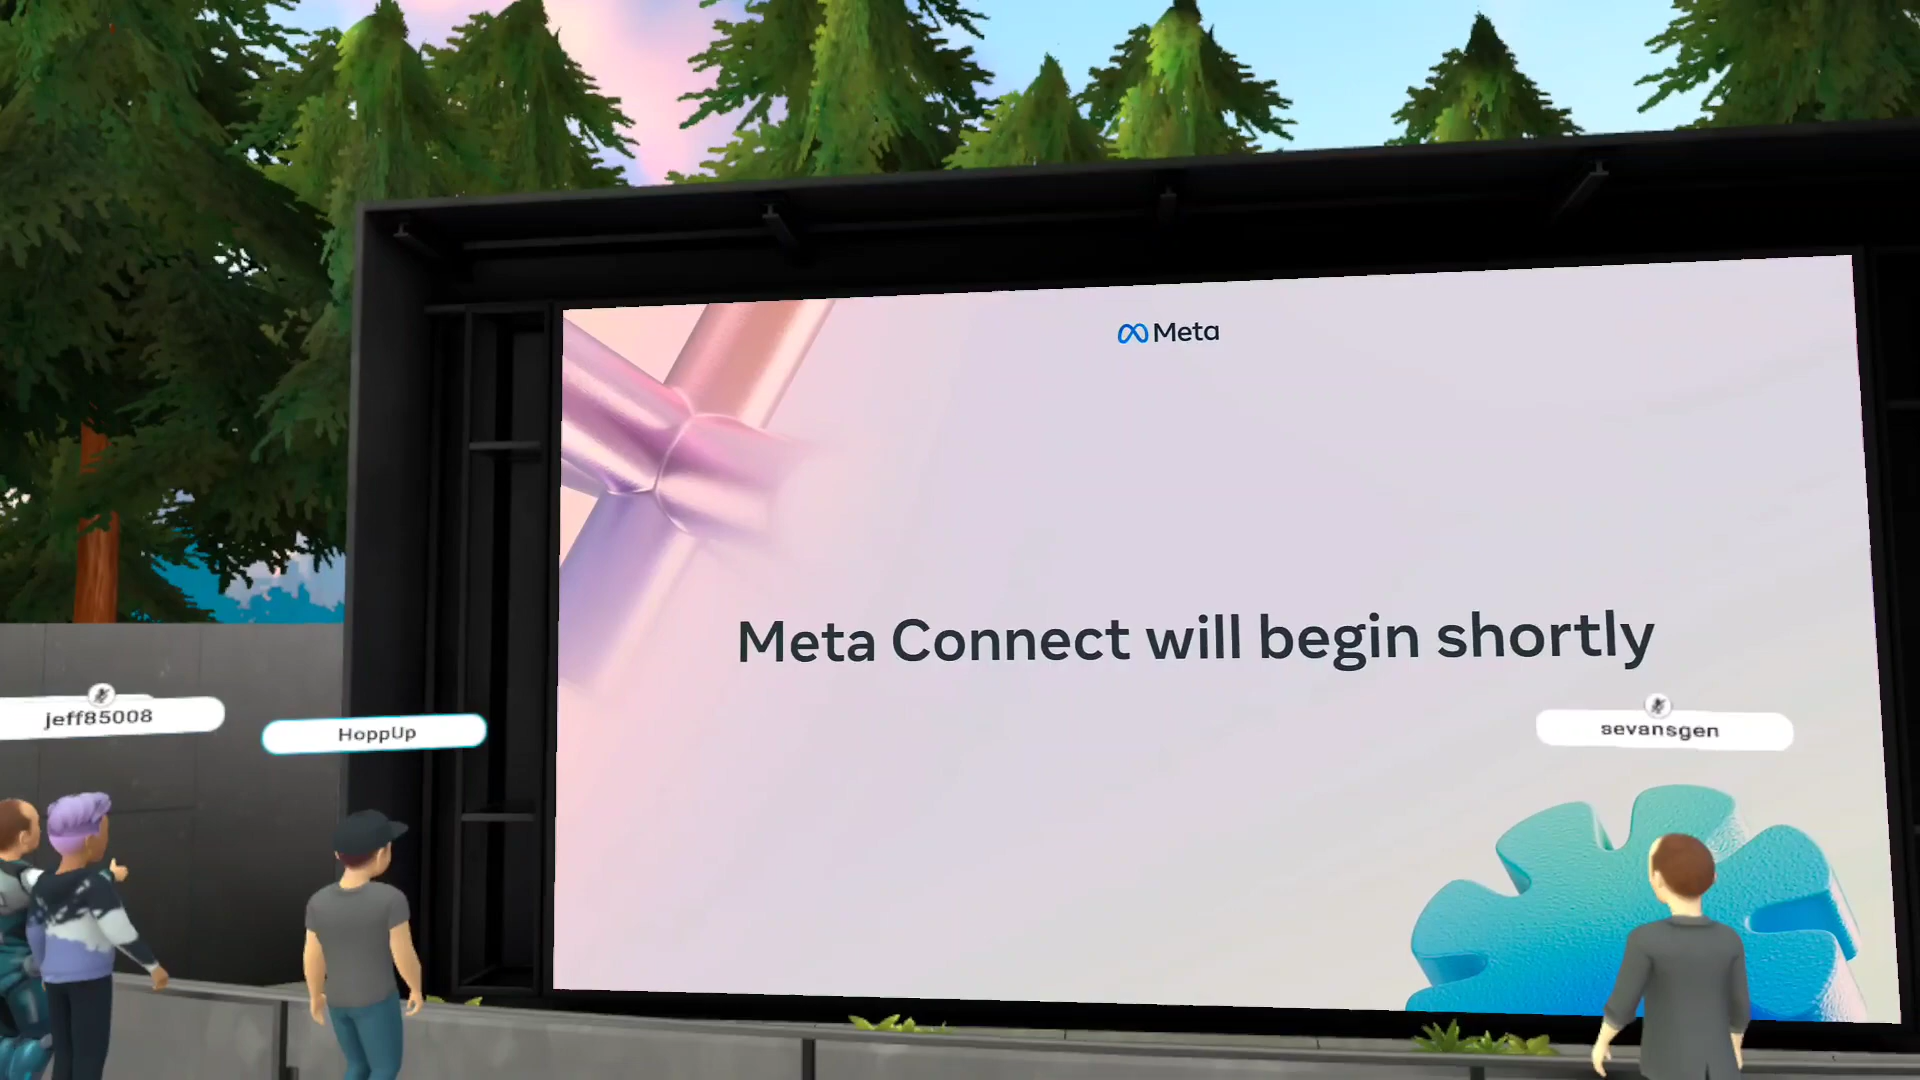 Meta
Meta Connect will begin shortly
jeff85008
HoppUp
sevansgen